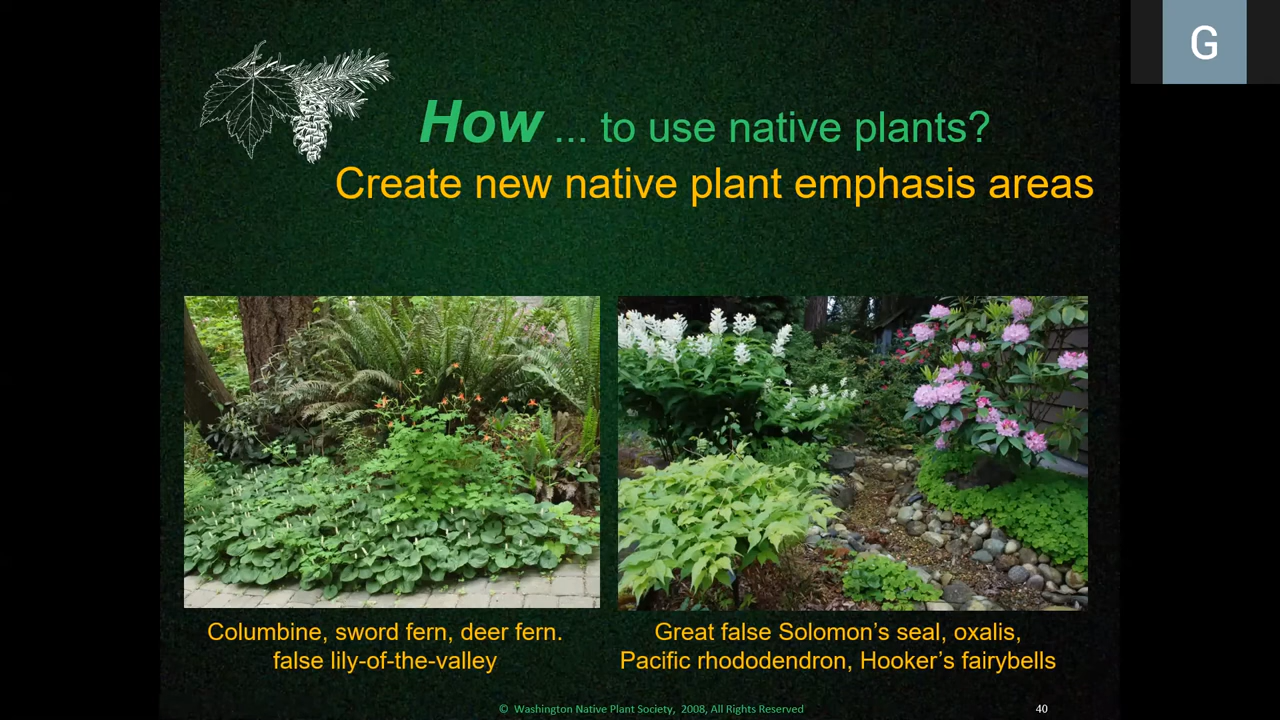 G
How ... to use native plants?
Create new native plant emphasis areas
Columbine, sword fern, deer fern.
false lily-of-the-valley
Great false Solomon’s seal, oxalis,
Pacific rhododendron, Hooker’s fairybells
© Washington Native Plant Society, 2008, All Rights Reserved
40